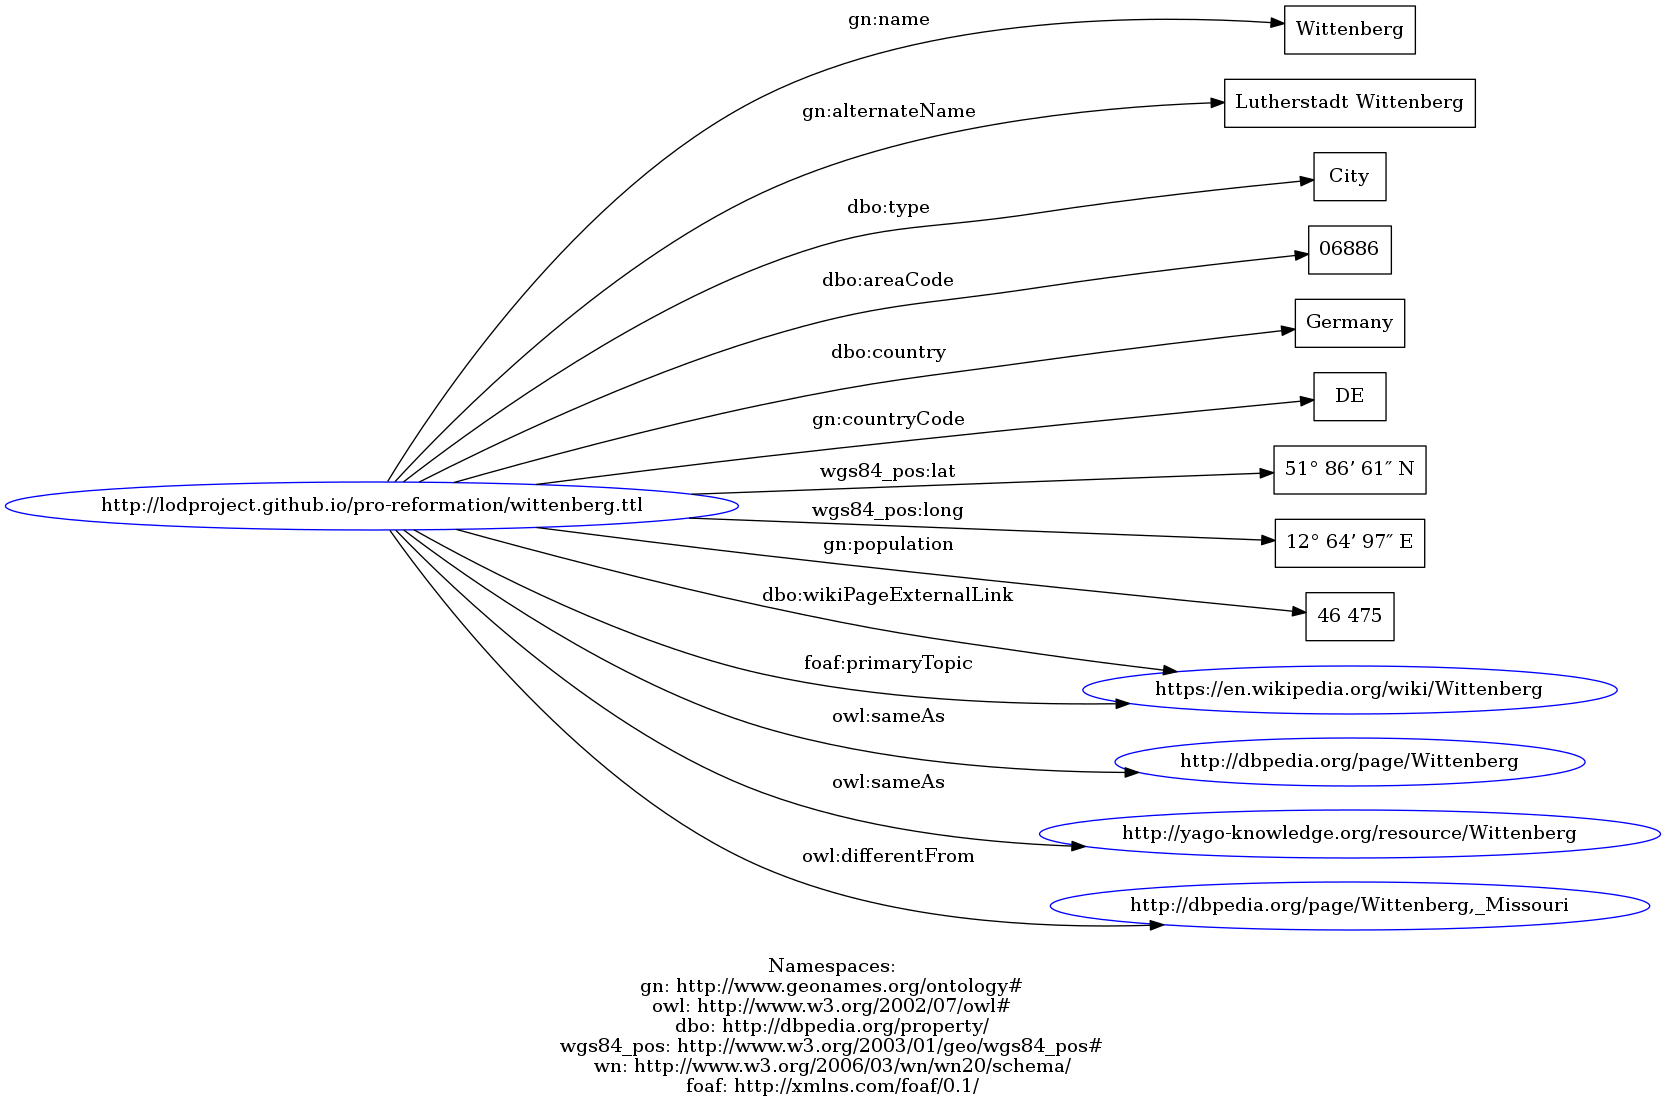 gn:name
Wittenberg
gn:alternateName
Lutherstadt Wittenberg
dbo:type
City
dbo:areaCode
06886
dbo:country
Germany
gn:countryCode
DE
wgs84_pos:lat
51° 86′ 61″ N
http://lodproject.github.io/pro-reformation/wittenberg.ttl
wgs84_pos:long
12° 64′ 97″ E
gn:population
46 475
dbo:wikiPageExternalLink
foaf:primaryTopic
https://en.wikipedia.org/wiki/Wittenberg
owl:sameAs
http://dbpedia.org/page/Wittenberg
owl:sameAs
http://yago-knowledge.org/resource/Wittenberg
owl:differentFrom
http://dbpedia.org/page/Wittenberg,_Missouri
Namespaces:
gn: http://www.geonames.org/ontology#
owl: http://www.w3.org/2002/07/owl#
dbo: http://dbpedia.org/property/
wgs84_pos: http://www.w3.org/2003/01/geo/wgs84_pos#
wn: http://www.w3.org/2006/03/wn/wn20/schema/
foaf: http://xmlns.com/foaf/0.1/